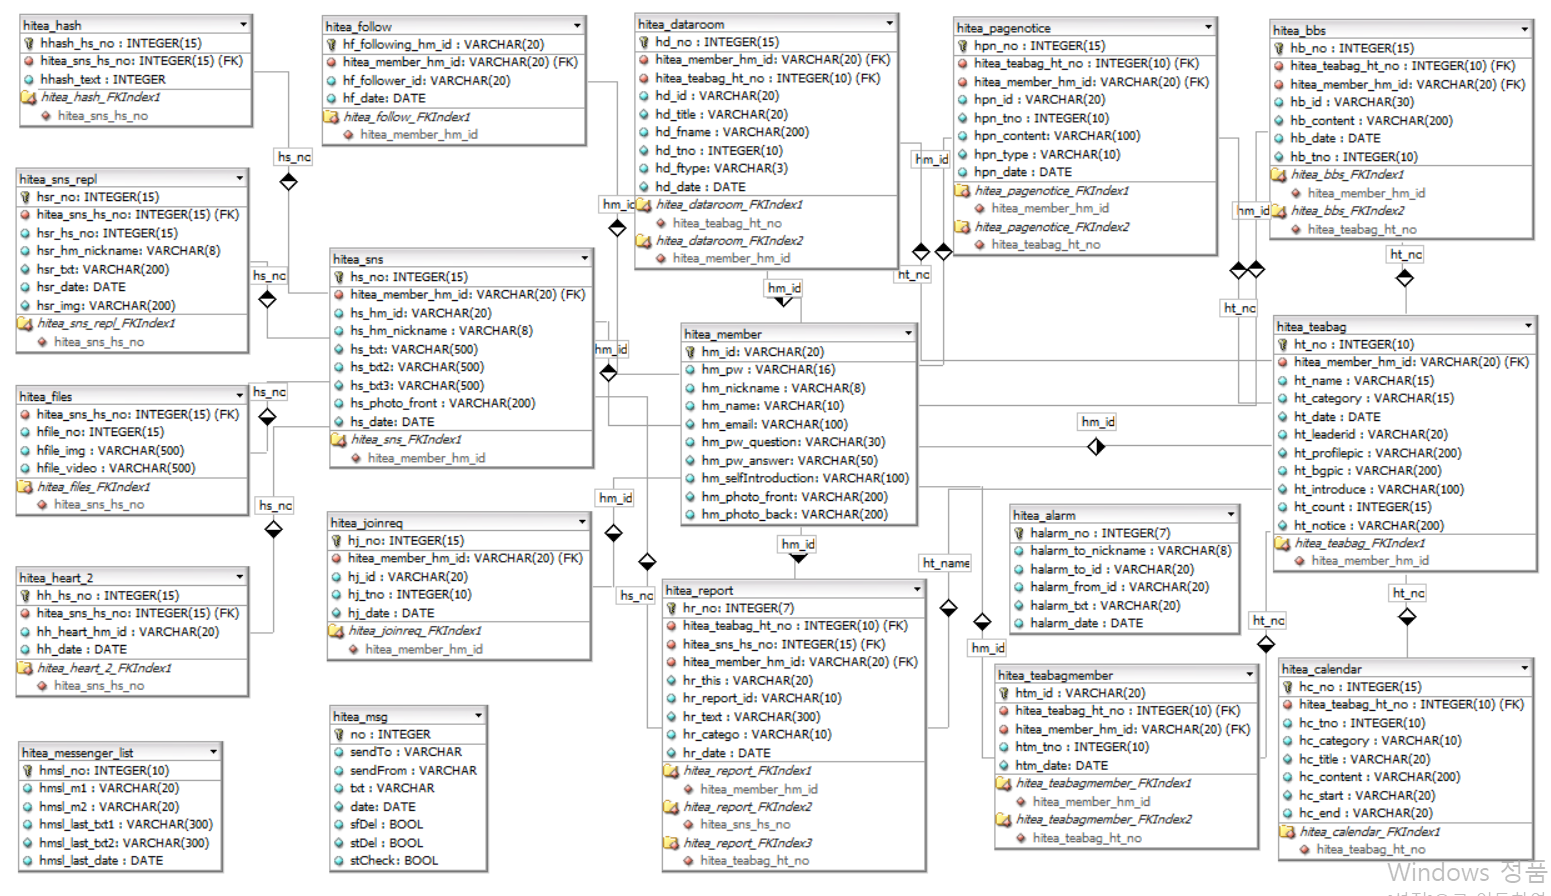 hitea_hash
hhash_hs_no : INTEGER(15)
hitea_sns_hs_no: INTEGER(15) (FK)
hhash_text : INTEGER
hitea_hash_FKIndex1
hitea_sns_hs_no
hitea_follow
hf_following_hm_id : VARCHAR(20)
hitea_member_hm_id: VARCHAR(20) (FK)
hf_follower_id: VARCHAR(20)
hf_date: DATE
hitea_follow_FKIndex1
hitea_member_hm_id
hitea_dataroom
hd_no : INTEGER(15)
hitea_member_hm_id: VARCHAR(20) (FK)
hitea_teabag_ht_no : INTEGER(10) (FK)
hd_id : VARCHAR(20)
hd_title: VARCHAR(20)
hd_fname : VARCHAR(200)
hd_tno: INTEGER(10)
hd_ftype: VARCHAR(3)
hd_date : DATE
hitea_dataroom_FKIndex1
hitea_teabag_ht_no
hitea_dataroom_FKIndex2
hitea_member_hm_id
hitea_pagenotice
hpn_no : INTEGER(15)
hitea_teabag_ht_no : INTEGER(10) (FK)
hitea_member_hm_id: VARCHAR(20) (FK)
hpn_id : VARCHAR(20)
hpn_tno : INTEGER(10)
hpn_content: VARCHAR(100)
hpn_type : VARCHAR(10)
hpn_date : DATE
hitea_pagenotice_FKIndex1
hitea_member_hm_id
hitea_pagenotice_FKIndex2
hitea_teabag_ht_no
hitea_bbs
hb_no : INTEGER(15)
hitea_teabag_ht_no : INTEGER(10) (FK)
hitea_member_hm_id: VARCHAR(20) (FK)
hb_id : VARCHAR(30)
hb_content : VARCHAR(200)
hb_date : DATE
hb_tno : INTEGER(10)
hitea_bbs_FKIndex1
hitea_member_hm_id
hitea_bbs_FKIndex2
hitea_teabag_ht_no
hs_no
hm_id
hm_id
ht_no
hm_id
hm_id
ht_no
ht_no
hitea_sns_repl
hsr_no: INTEGER(15)
hitea_sns_hs_no: INTEGER(15) (FK)
hsr_hs_no: INTEGER(15)
hsr_hm_nickname: VARCHAR(8)
hsr_txt: VARCHAR(200)
hsr_date: DATE
hsr_img: VARCHAR(200)
hitea_sns_repl_FKIndex1
hitea_sns_hs_no
hs_no
hitea_sns
hs_no: INTEGER(15)
hitea_member_hm_id: VARCHAR(20) (FK)
hs_hm_id: VARCHAR(20)
hs_hm_nickname : VARCHAR(8)
hs_txt: VARCHAR(500)
hs_txt2: VARCHAR(500)
hs_txt3: VARCHAR(500)
hs_photo_front : VARCHAR(200)
hs_date: DATE
hitea_sns_FKIndex1
hitea_member_hm_id
hm_id
hitea_member
hm_id: VARCHAR(20)
hm_pw : VARCHAR(16)
hm_nickname : VARCHAR(8)
hm_name: VARCHAR(10)
hm_email: VARCHAR(100)
hm_pw_question: VARCHAR(30)
hm_pw_answer: VARCHAR(50)
hm_selfIntroduction: VARCHAR(100)
hm_photo_front: VARCHAR(200)
hm_photo_back: VARCHAR(200)
hm_id
hitea_teabag
ht_no : INTEGER(10)
hitea_member_hm_id: VARCHAR(20) (FK)
ht_name : VARCHAR(15)
ht_category : VARCHAR(15)
ht_date : DATE
ht_leaderid : VARCHAR(20)
ht_profilepic: VARCHAR(200)
ht_bgpic: VARCHAR(200)
ht_introduce : VARCHAR(100)
ht_count : INTEGER(15)
ht_notice : VARCHAR(200)
hitea_teabag_FKIndex1
hitea_member_hm_id
hitea_files
hitea_sns_hs_no: INTEGER(15) (FK)
hfile_no: INTEGER(15)
hfile_img : VARCHAR(500)
hfile_video : VARCHAR(500)
hitea_files_FKIndex1
hitea_sns_hs_no
hs_no
hs_no
hm_id
hs_no
hm_id
ht_name
hm_id
ht_no
ht_no
hitea_joinreq
hj_no: INTEGER(15)
hitea_member_hm_id: VARCHAR(20) (FK)
hj_id : VARCHAR(20)
hj_tno : INTEGER(10)
hj_date : DATE
hitea_joinreq_FKIndex1
hitea_member_hm_id
hitea_alarm
halarm_no : INTEGER(7)
halarm_to_nickname : VARCHAR(8)
halarm_to_id : VARCHAR(20)
halarm_from_id : VARCHAR(20)
halarm_txt : VARCHAR(20)
halarm_date : DATE
hitea_heart_2
hh_hs_no : INTEGER(15)
hitea_sns_hs_no: INTEGER(15) (FK)
hh_heart_hm_id : VARCHAR(20)
hh_date : DATE
hitea_heart_2_FKIndex1
hitea_sns_hs_no
hitea_report
hr_no: INTEGER(7)
hitea_teabag_ht_no : INTEGER(10) (FK)
hitea_sns_hs_no: INTEGER(15) (FK)
hitea_member_hm_id: VARCHAR(20) (FK)
hr_this : VARCHAR(20)
hr_report_id: VARCHAR(10)
hr_text : VARCHAR(300)
hr_catego : VARCHAR(10)
hr_date : DATE
hitea_report_FKIndex1
hitea_member_hm_id
hitea_report_FKIndex2
hitea_sns_hs_no
hitea_report_FKIndex3
hitea_teabag_ht_no
hitea_teabagmember
htm_id : VARCHAR(20)
hitea_teabag_ht_no : INTEGER(10) (FK)
hitea_member_hm_id: VARCHAR(20) (FK)
htm_tno : INTEGER(10)
htm_date: DATE
hitea_teabagmember_FKIndex1
hitea_member_hm_id
hitea_teabagmember_FKIndex2
hitea_teabag_ht_no
hitea_calendar
hc_no : INTEGER(15)
hitea_teabag_ht_no : INTEGER(10) (FK)
hc_tno : INTEGER(10)
hc_category : VARCHAR(10)
hc_title : VARCHAR(20)
hc_content : VARCHAR(200)
hc_start : VARCHAR(20)
hc_end : VARCHAR(20)
hitea_calendar_FKIndex1
hitea_teabag_ht_no
hitea_messenger_list
hmsl_no: INTEGER(10)
hmsl_m1 : VARCHAR(20)
hmsl_m2 : VARCHAR(20)
hmsl_last_txt1 : VARCHAR(300)
hmsl_last_txt2: VARCHAR(300)
hmsl_last_date : DATE
hitea_msg
no : INTEGER
sendTo : VARCHAR
sendFrom : VARCHAR
txt : VARCHAR
date: DATE
sfDel : BOOL
stDel : BOOL
stCheck: BOOL
Windows 정품